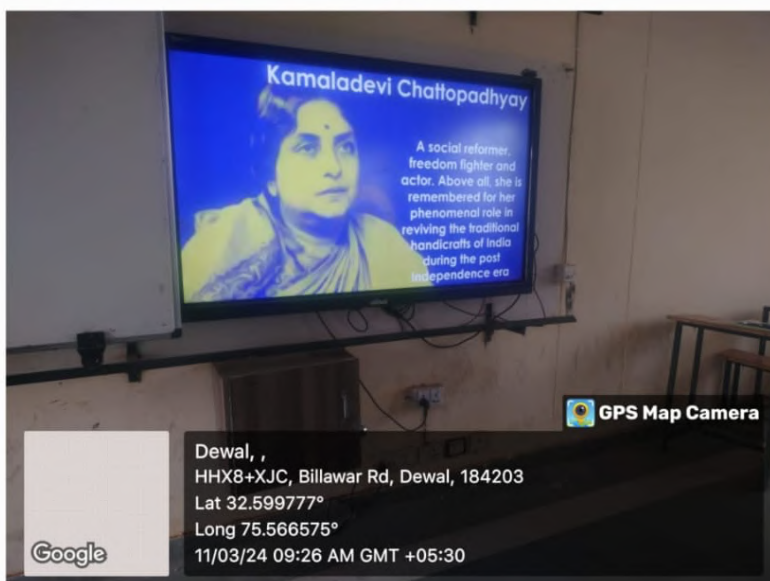 Kamaladevi Chattopadhyay
A social reformer,
freedom fighter and
actor. Above all, she is
remembered for her
phenomenal role in
reviving the traditional
handicrafts of India
during the post
independence era
GPS Map Camera
Dewal, ,
HHX8+XJC, Billawar Rd, Dewal, 184203
Lat 32.599777°
Long 75.566575°
11/03/24 09:26 AM GMT +05:30
Google